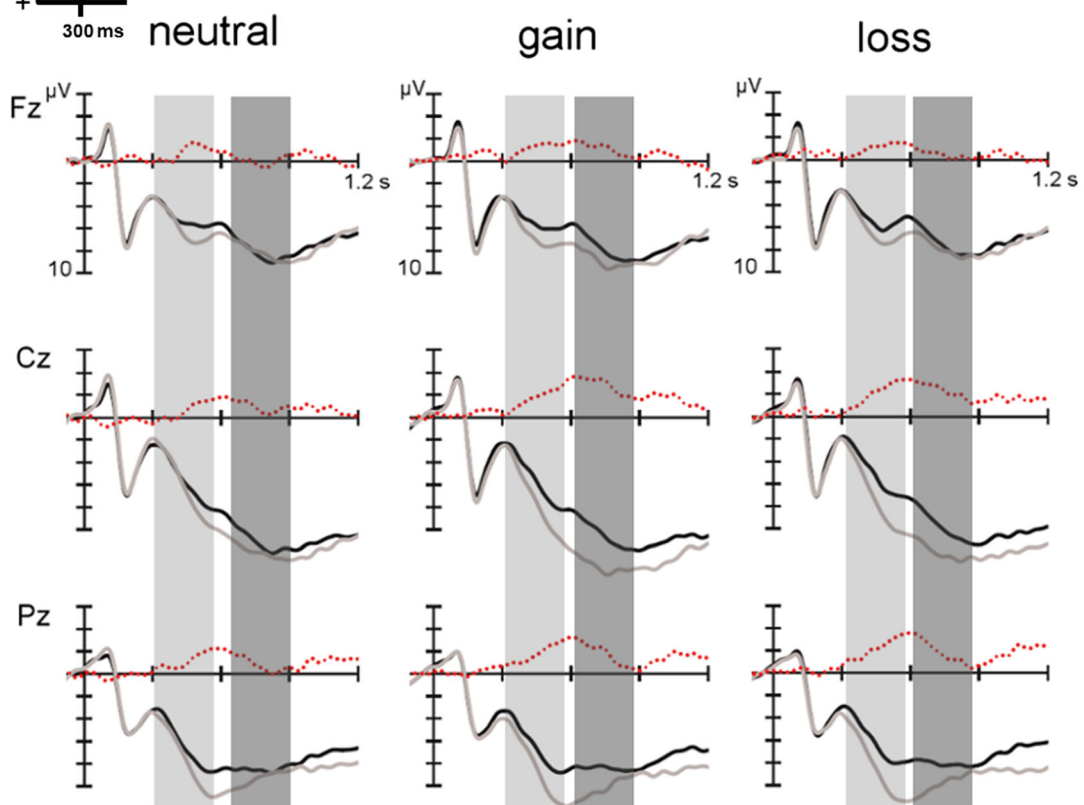 +
300 ms
neutral gain loss
Fz µV µV µV
1.2 s 1.2 s 1.2 s
10 10 10
Cz
Pz